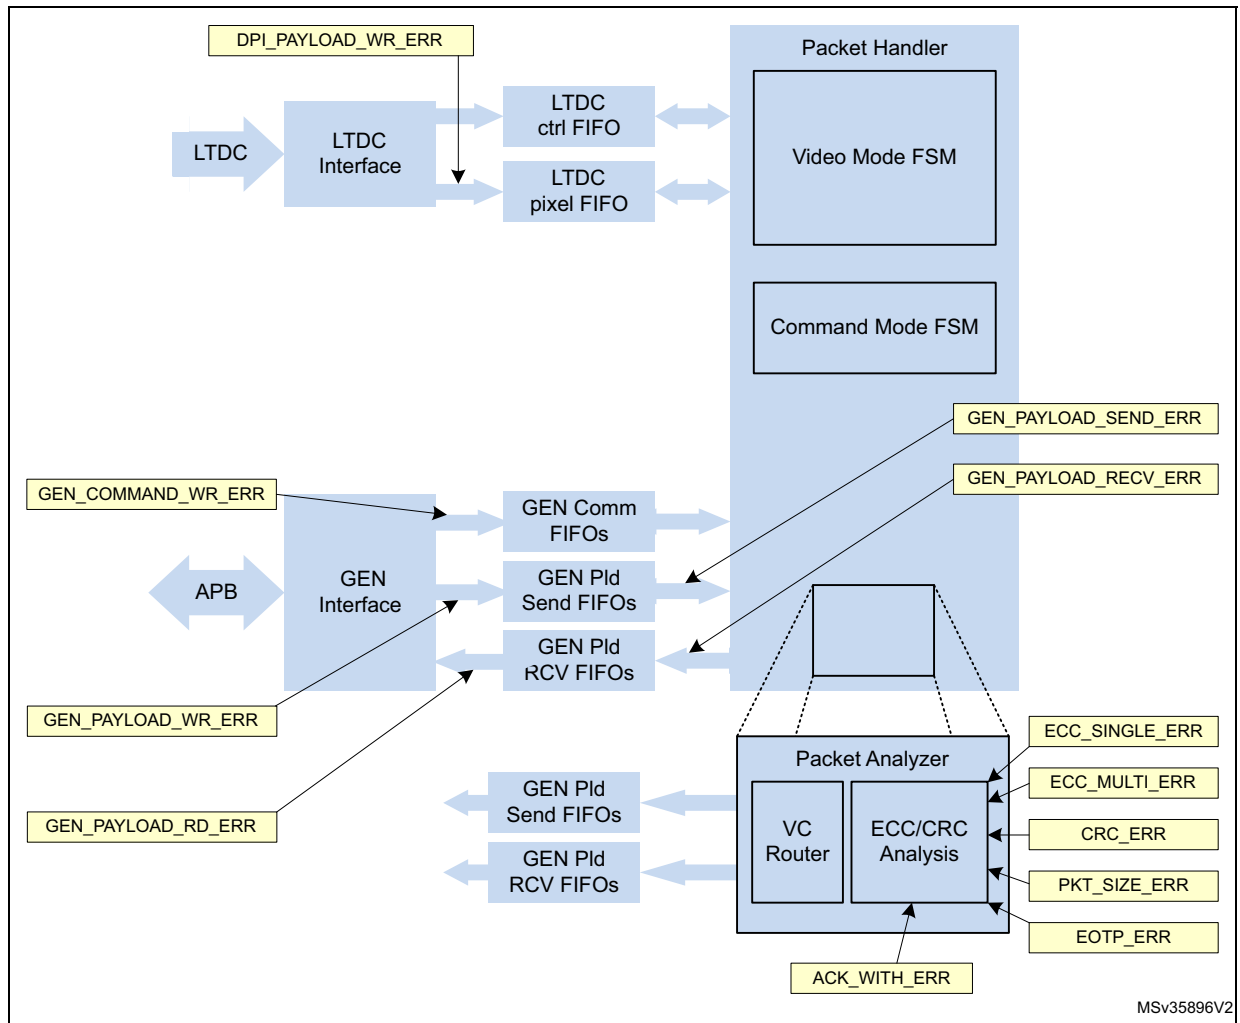 DPI_PAYLOAD_WR_ERR
Packet Handler
LTDC
LTDC
Interface
LTDC
ctrl FIFO
LTDC
pixel FIFO
Video Mode FSM
Command Mode FSM
GEN_PAYLOAD_SEND_ERR
GEN_PAYLOAD_RECV_ERR
GEN_COMMAND_WR_ERR
APB
GEN
Interface
GEN Comm
FIFOs
GEN Pld
Send FIFOs
GEN Pld
RCV FIFOs
GEN_PAYLOAD_WR_ERR
GEN_PAYLOAD_RD_ERR
GEN Pld
Send FIFOs
GEN Pld
RCV FIFOs
Packet Analyzer
VC
Router
ECC/CRC
Analysis
ECC_SINGLE_ERR
ECC_MULTI_ERR
CRC_ERR
PKT_SIZE_ERR
EOTP_ERR
ACK_WITH_ERR
MSv35896V2